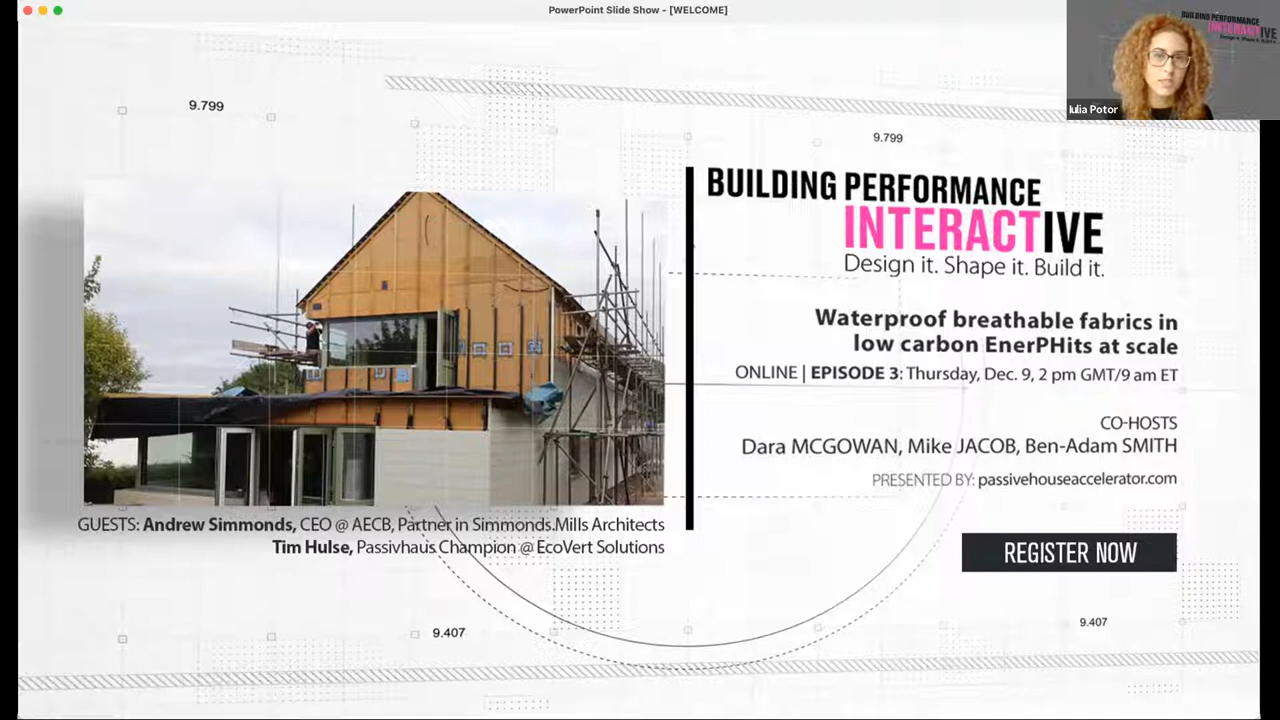 PowerPoint Slide Show - [WELCOME]
BUILDING PERFORMANCE
INTERACTIVE
Iulia Potor
9.799
9.799
BUILDING PERFORMANCE
INTERACTIVE
Design it. Shape it. Build it.
Waterproof breathable fabrics in
low carbon EnerPHits at scale
ONLINE | EPISODE 3: Thursday, Dec. 9, 2 pm GMT/9 am ET
CO-HOSTS
Dara MCGOWAN, Mike JACOB, Ben-Adam SMITH
PRESENTED BY: passivehouseaccelerator.com
GUESTS: Andrew Simmonds, CEO @ AECB, Partner in Simmonds.Mills Architects
Tim Hulse, Passivhaus Champion @ EcoVert Solutions
REGISTER NOW
9.407
9.407